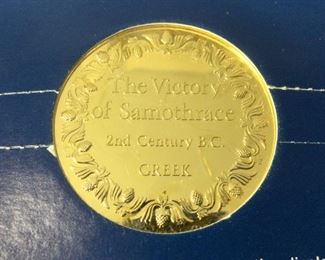 The Victory
of Samothrace
2nd Century B.C.
GREEK